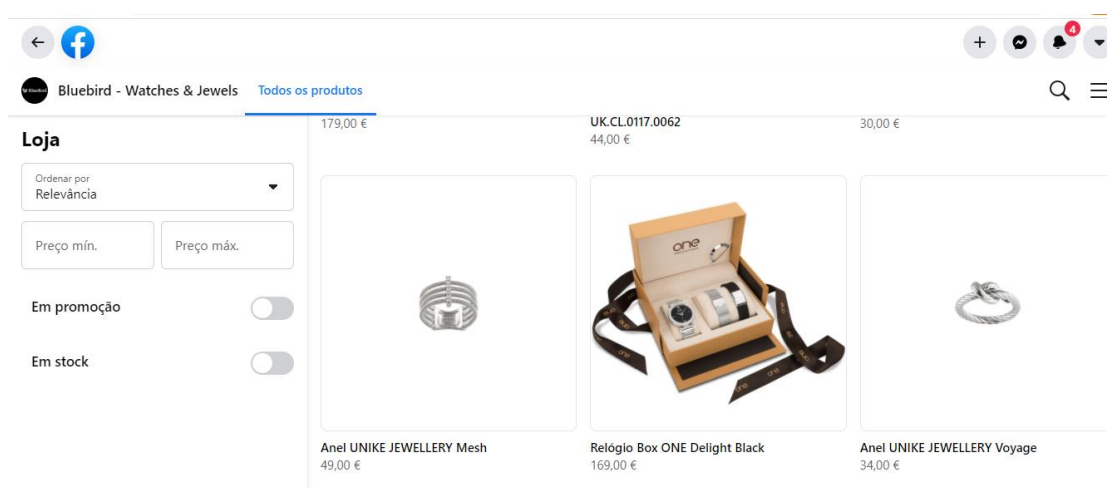 4
Bluebird - Watches & Jewels
Todos os produtos
Loja
Ordenar por
Relevância
Preço mín.
Preço máx.
Em promoção
Em stock
179,00 €
UK.CL.0117.0062
44,00 €
30,00 €
one
Anel UNIKE JEWELLERY Mesh
49,00 €
Relógio Box ONE Delight Black
169,00 €
Anel UNIKE JEWELLERY Voyage
34,00 €